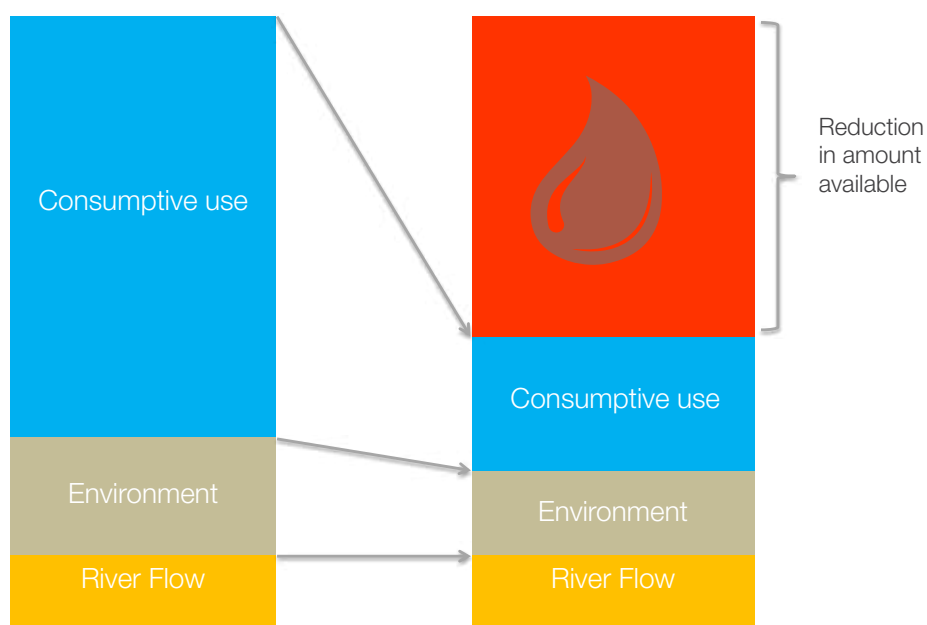 Consumptive use
Environment
River Flow
Consumptive use
Environment
River Flow
Reduction
in amount
available